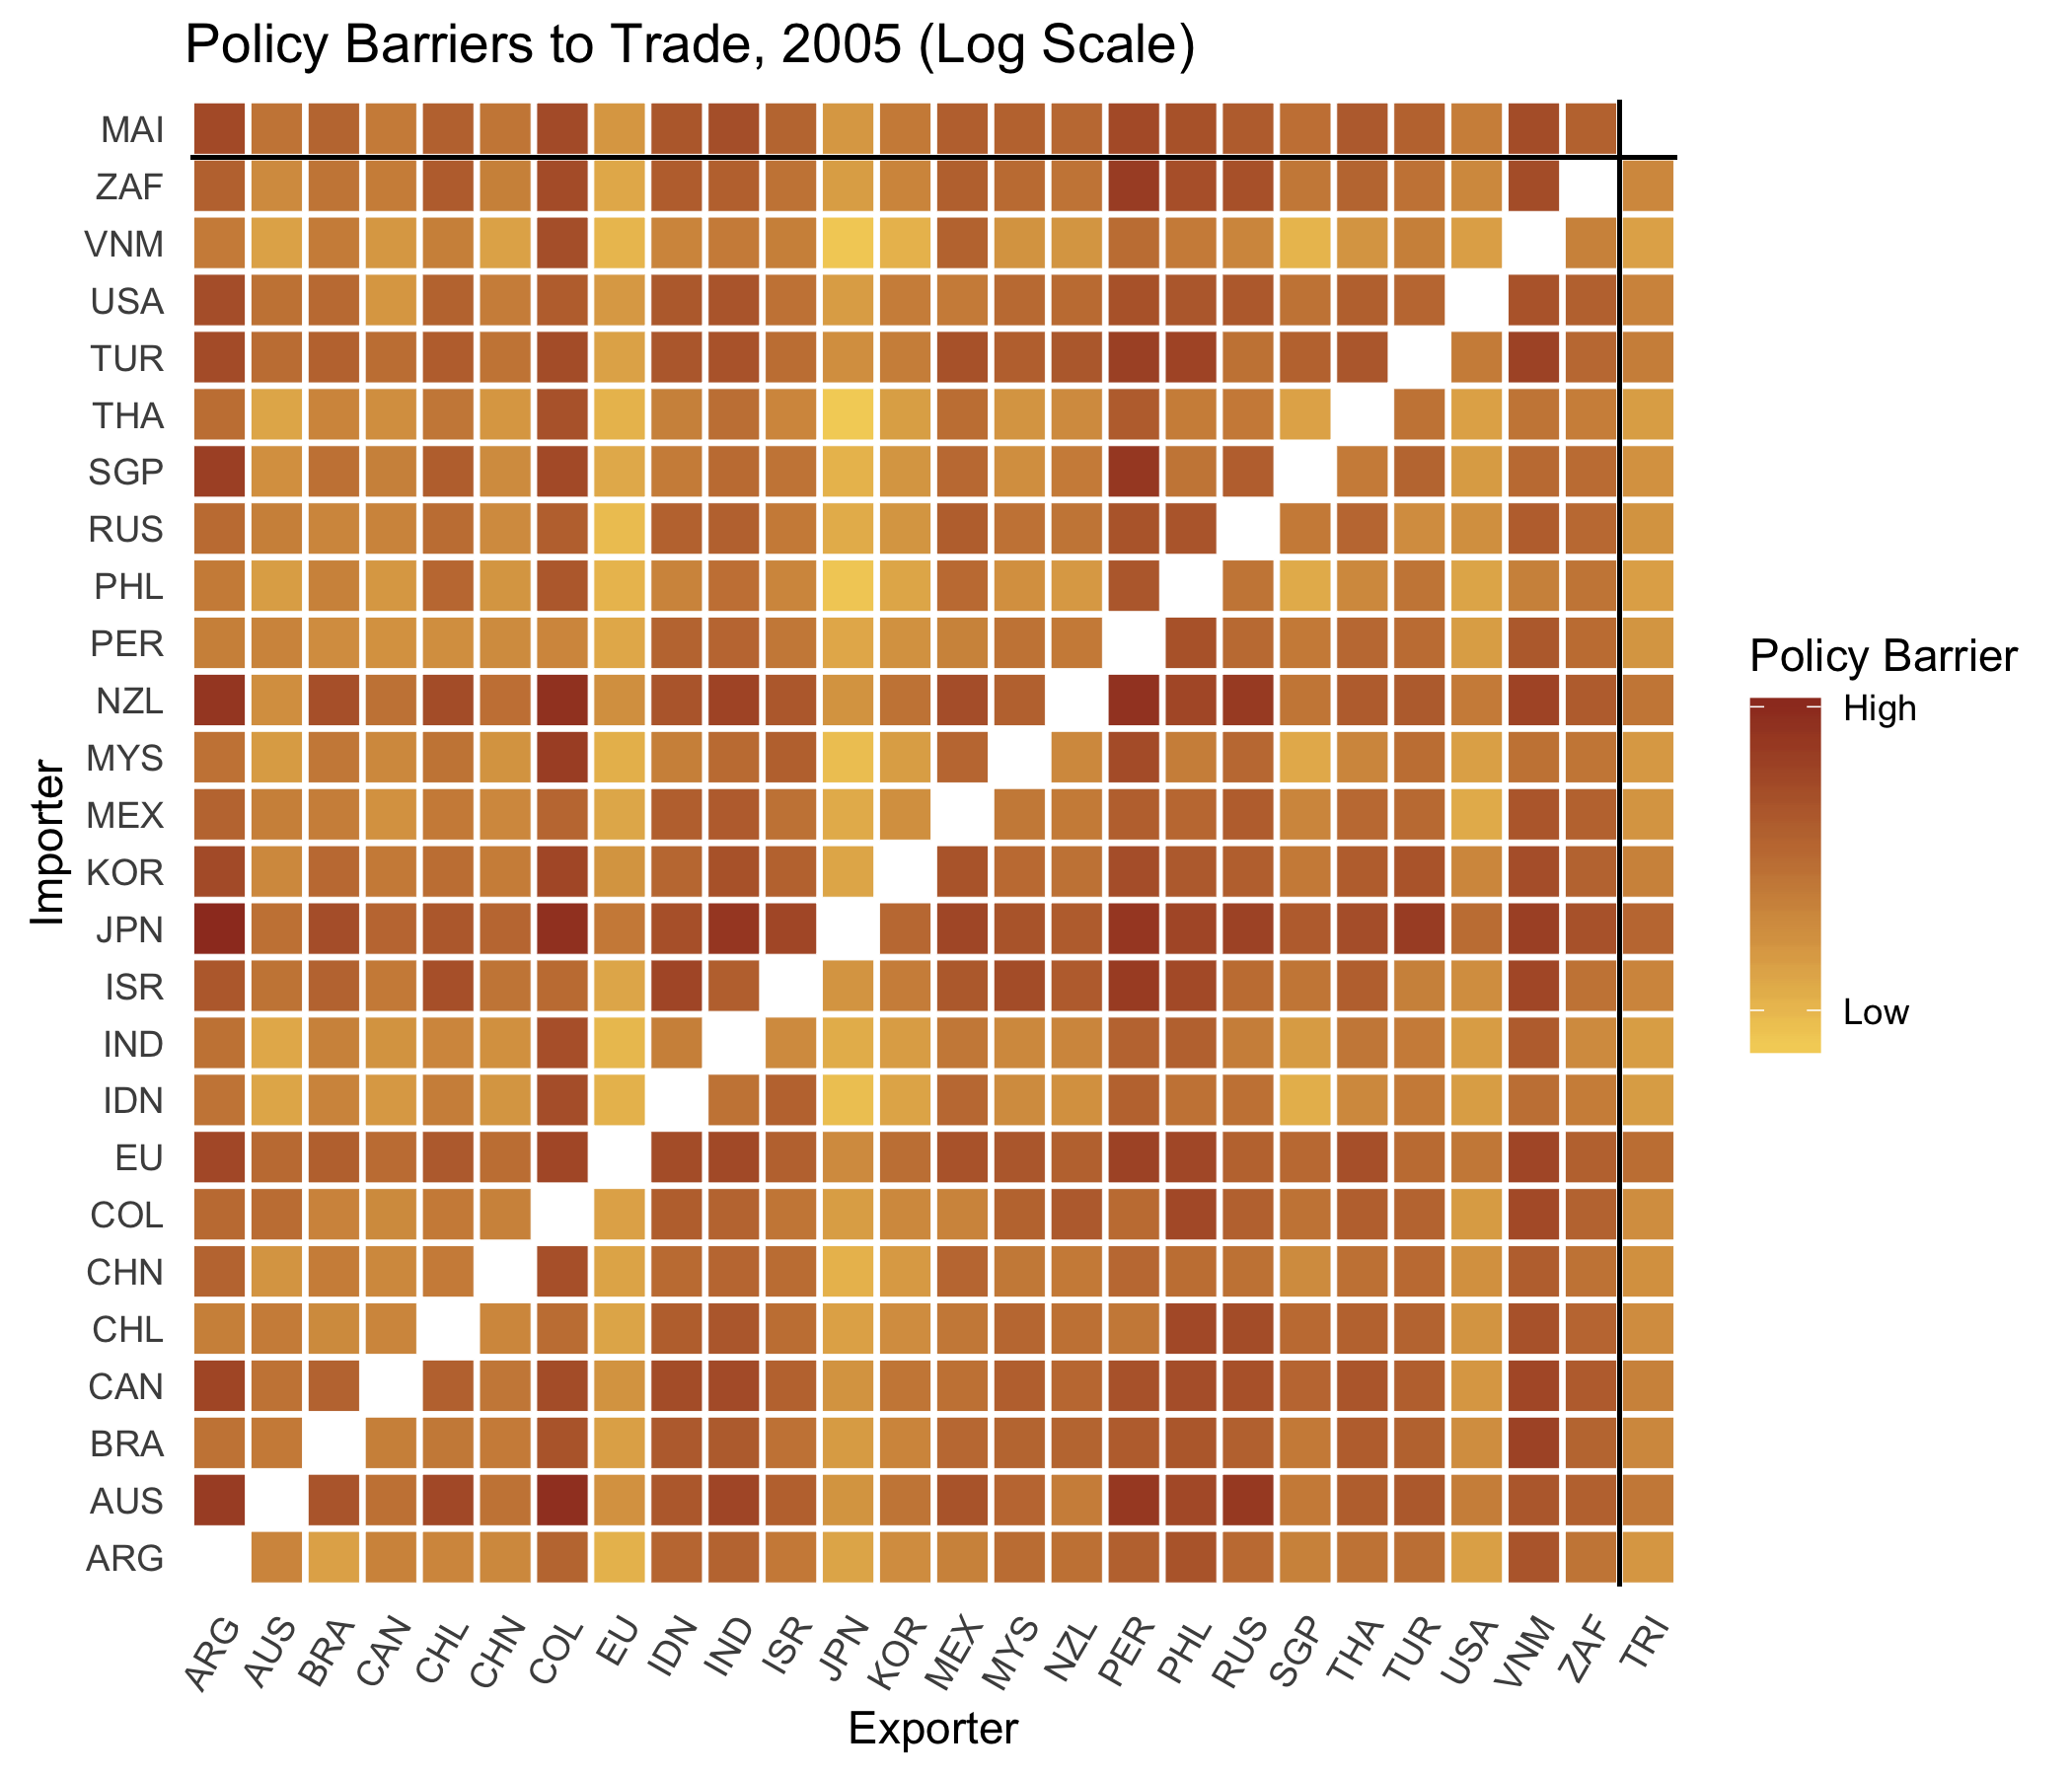 Policy Barriers to Trade, 2005 (Log Scale)
Importer
MAI
ZAF
VNM
USA
TUR
THA
SGP
RUS
PHL
PER
NZL
MYS
MEX
KOR
JPN
ISR
IND
IDN
EU
COL
CHN
CHL
CAN
BRA
AUS
ARG
ARG AUS BRA CAN CHL CHN COL EU IDN IND ISR JPN KOR MEX MYS NZL PER PHL RUS SGP THA TUR USA VNM ZAF TRI
Exporter
Policy Barrier
High
Low